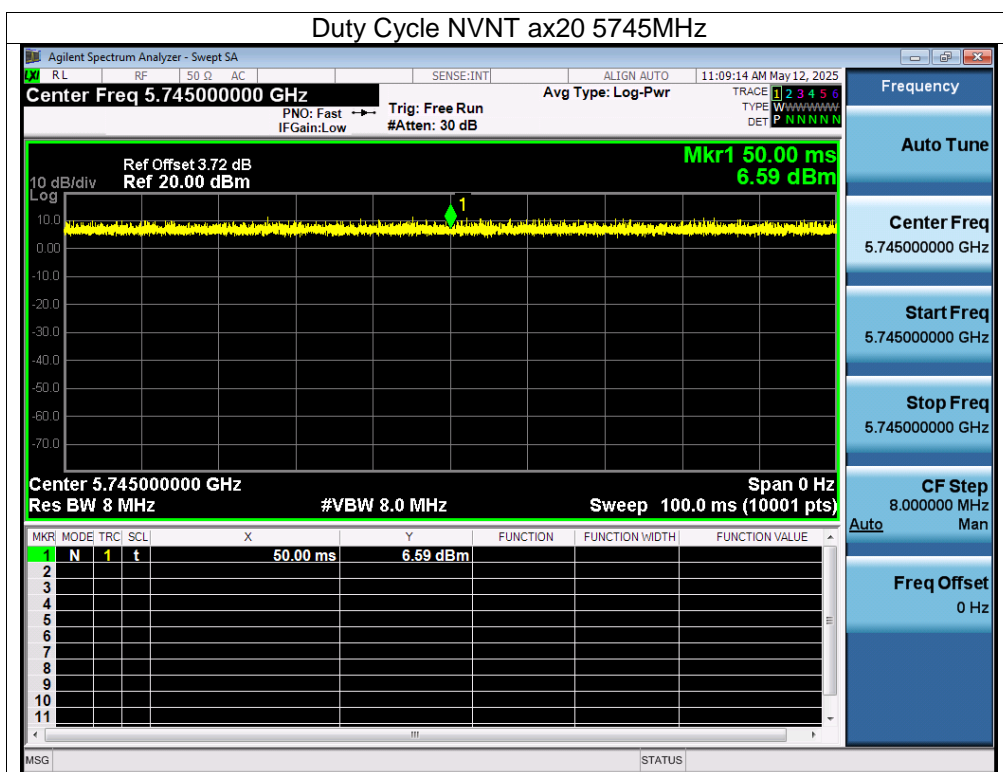 Duty Cycle NVNT ax20 5745MHz
Agilent Spectrum Analyzer - Swept SA
LXI RL RF 50 Ω AC SENSE:INT ALIGN AUTO 11:09:14 AM May 12, 2025
Center Freq 5.745000000 GHz
PNO: Fast
IFGain:Low
Trig: Free Run
#Atten: 30 dB
Avg Type: Log-Pwr
TRACE 1 2 3 4 5 6
TYPE WWWWWW
DET P N N N N N
Ref Offset 3.72 dB
10 dB/div Ref 20.00 dBm
Log
Mkr1 50.00 ms
6.59 dBm
1
10.0
0.00
-10.0
-20.0
-30.0
-40.0
-50.0
-60.0
-70.0
Center 5.745000000 GHz Span 0 Hz
Res BW 8 MHz #VBW 8.0 MHz Sweep 100.0 ms (10001 pts)
MKR MODE TRC SCL X Y FUNCTION FUNCTION WIDTH FUNCTION VALUE
1 N 1 t 50.00 ms 6.59 dBm
2
3
4
5
6
7
8
9
10
11
MSG STATUS
Frequency
Auto Tune
Center Freq
5.745000000 GHz
Start Freq
5.745000000 GHz
Stop Freq
5.745000000 GHz
CF Step
8.000000 MHz
Auto Man
Freq Offset
0 Hz